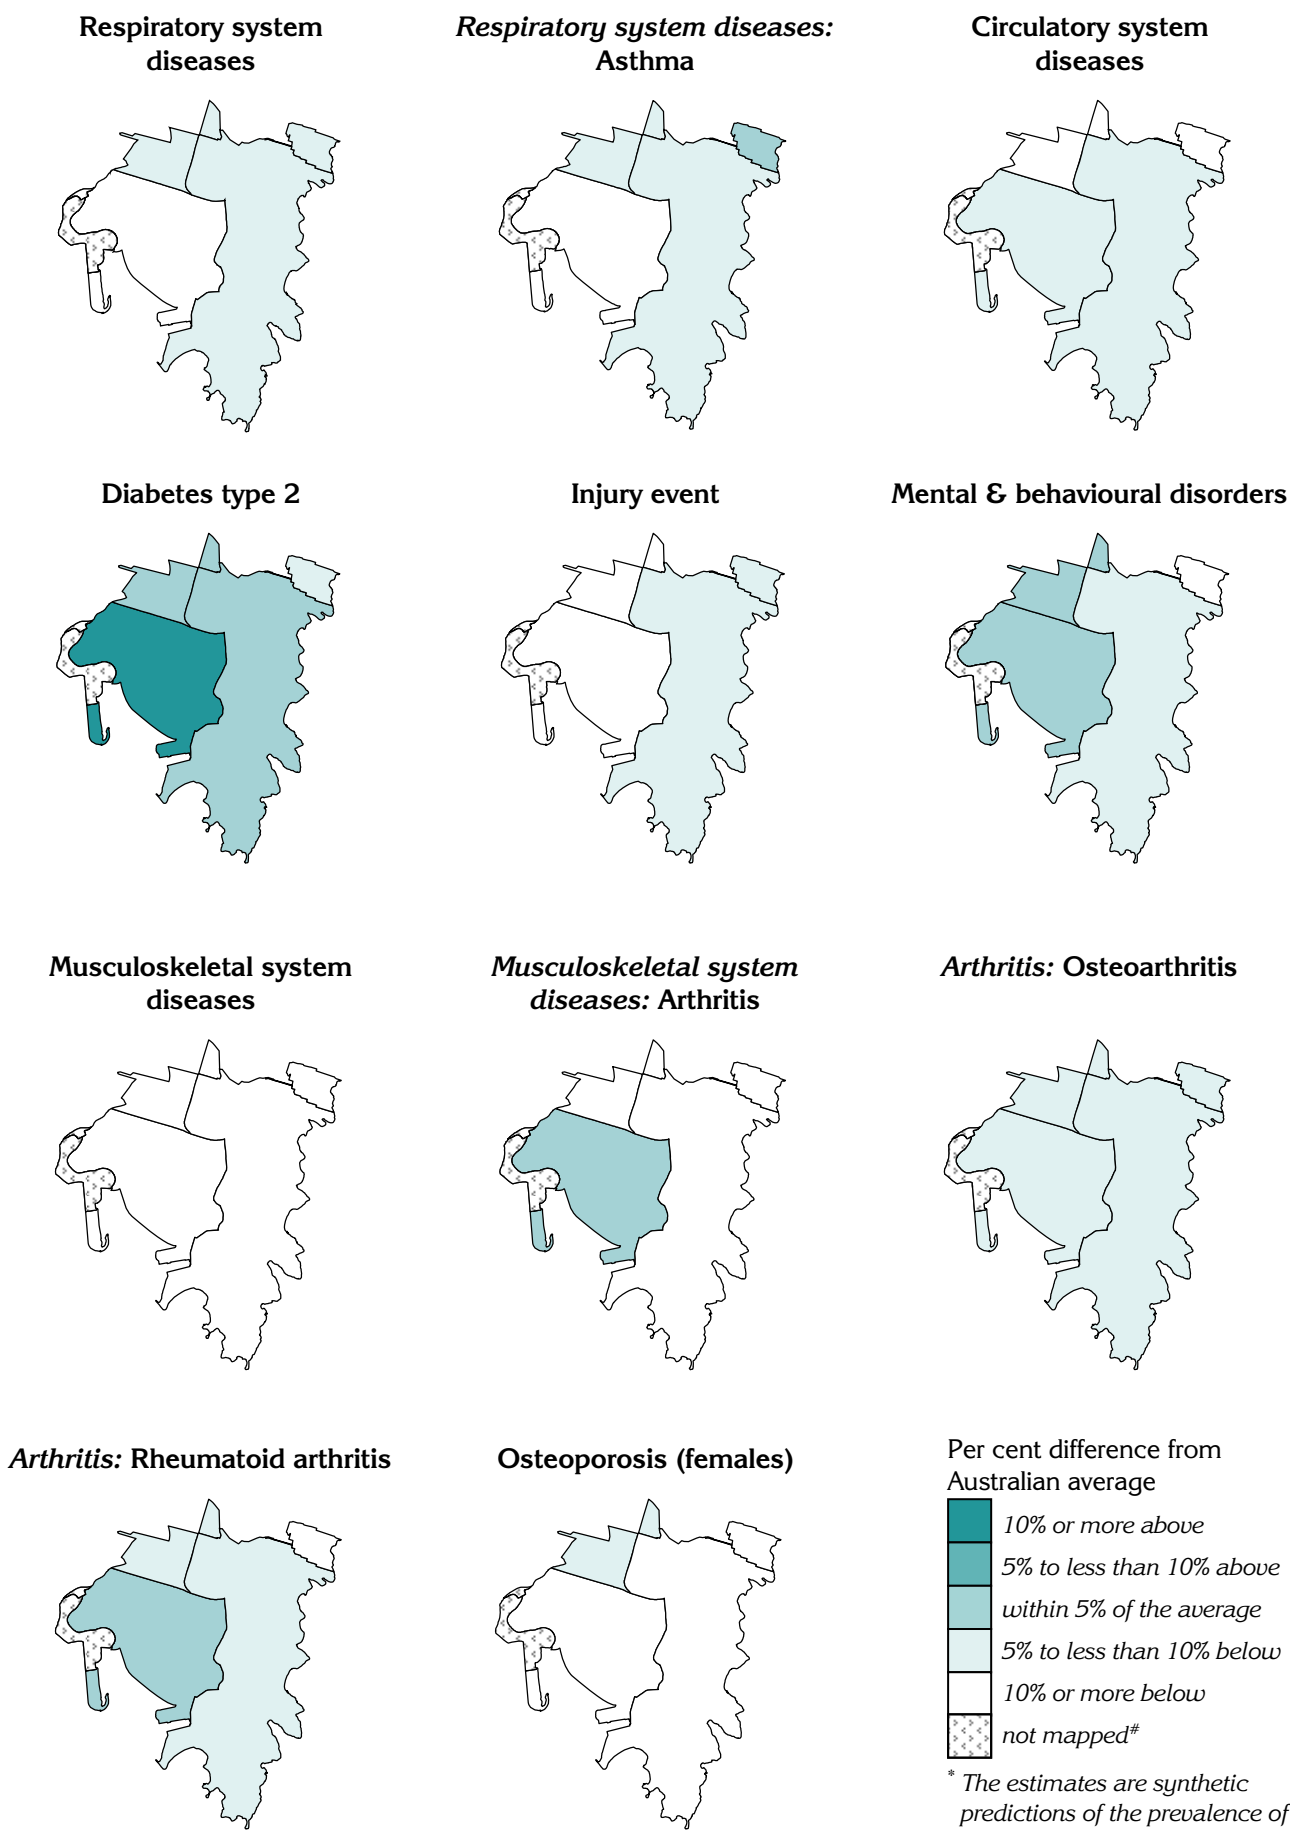 Respiratory system
diseases
Respiratory system diseases:
Asthma
Circulatory system
diseases
Diabetes type 2
Injury event
Mental & behavioural disorders
Musculoskeletal system
diseases
Musculoskeletal system
diseases: Arthritis
Arthritis: Osteoarthritis
Arthritis: Rheumatoid arthritis
Osteoporosis (females)
Per cent difference from
Australian average
10% or more above
5% to less than 10% above
within 5% of the average
5% to less than 10% below
10% or more below
not mapped#
* The estimates are synthetic
predictions of the prevalence of